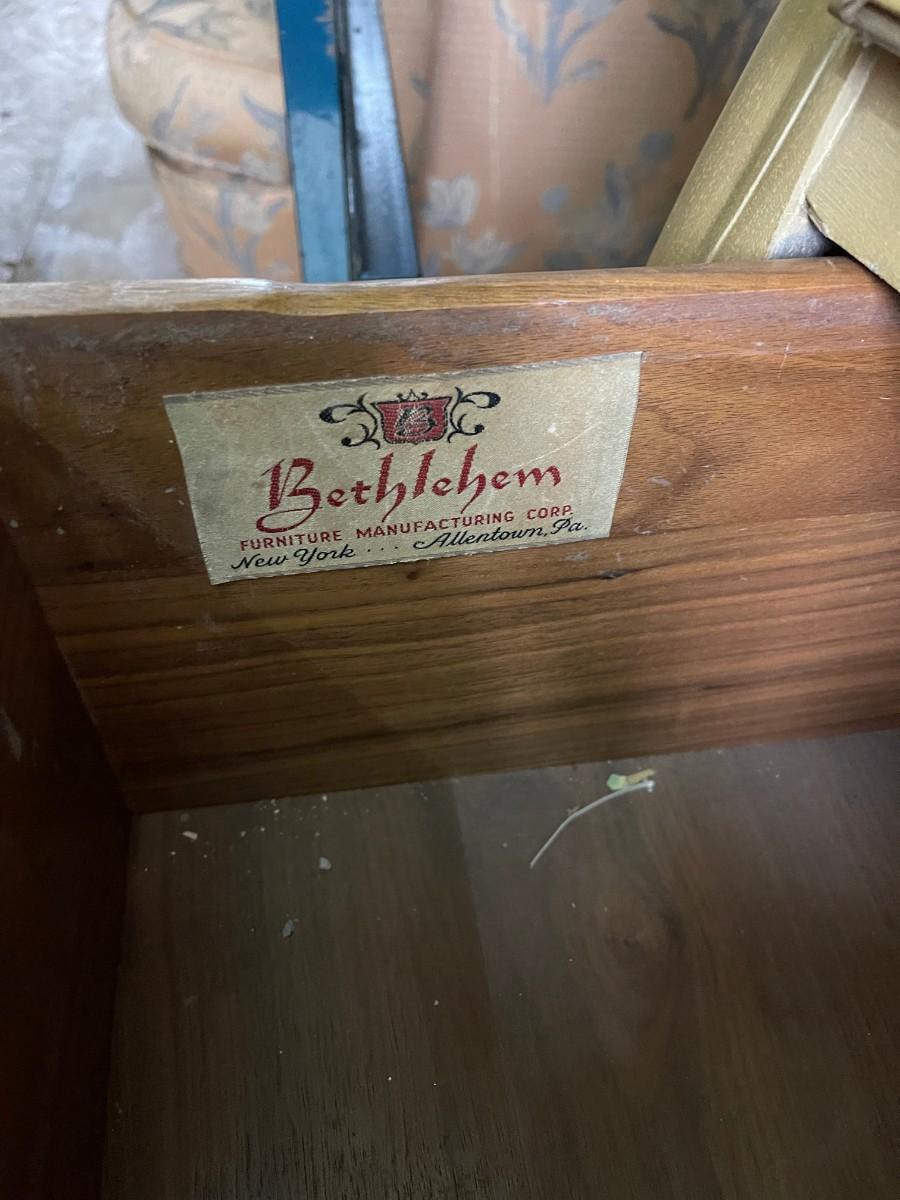 B
Bethlehem
FURNITURE MANUFACTURING CORP.
New York ... Allentown, Pa.